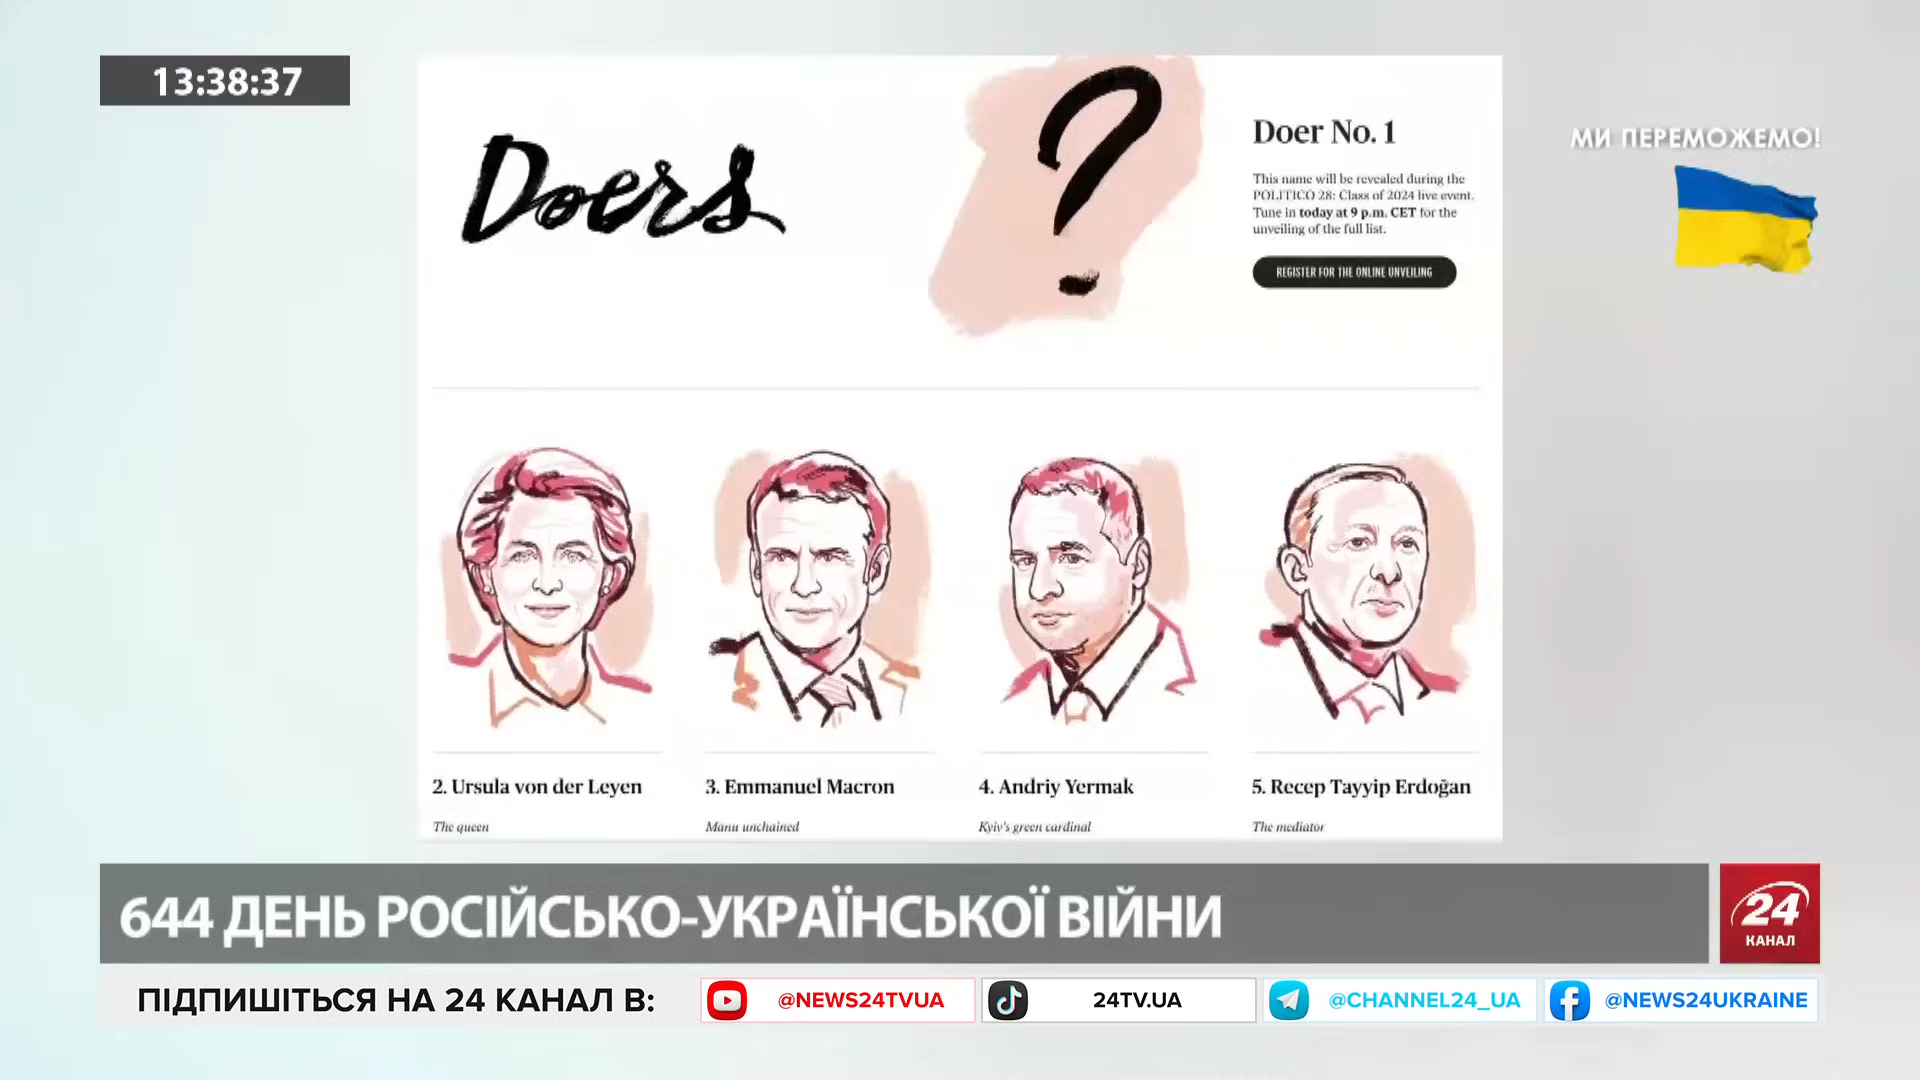 13:38:37
Doers
?
Doer No. 1
This name will be revealed during the
POLITICO 28: Class of 2024 live event.
Tune in today at 9 p.m. CET for the
unveiling of the full list.
REGISTER FOR THE ONLINE UNVEILING
МИ ПЕРЕМОЖЕМО!
2. Ursula von der Leyen
The queen
3. Emmanuel Macron
Manu unchained
4. Andriy Yermak
Kyiv's green cardinal
5. Recep Tayyip Erdoğan
The mediator
644 ДЕНЬ РОСІЙСЬКО-УКРАЇНСЬКОЇ ВІЙНИ
24
КАНАЛ
ПІДПИШІТЬСЯ НА 24 КАНАЛ В:
@NEWS24TVUA
24TV.UA
@CHANNEL24_UA
@NEWS24UKRAINE